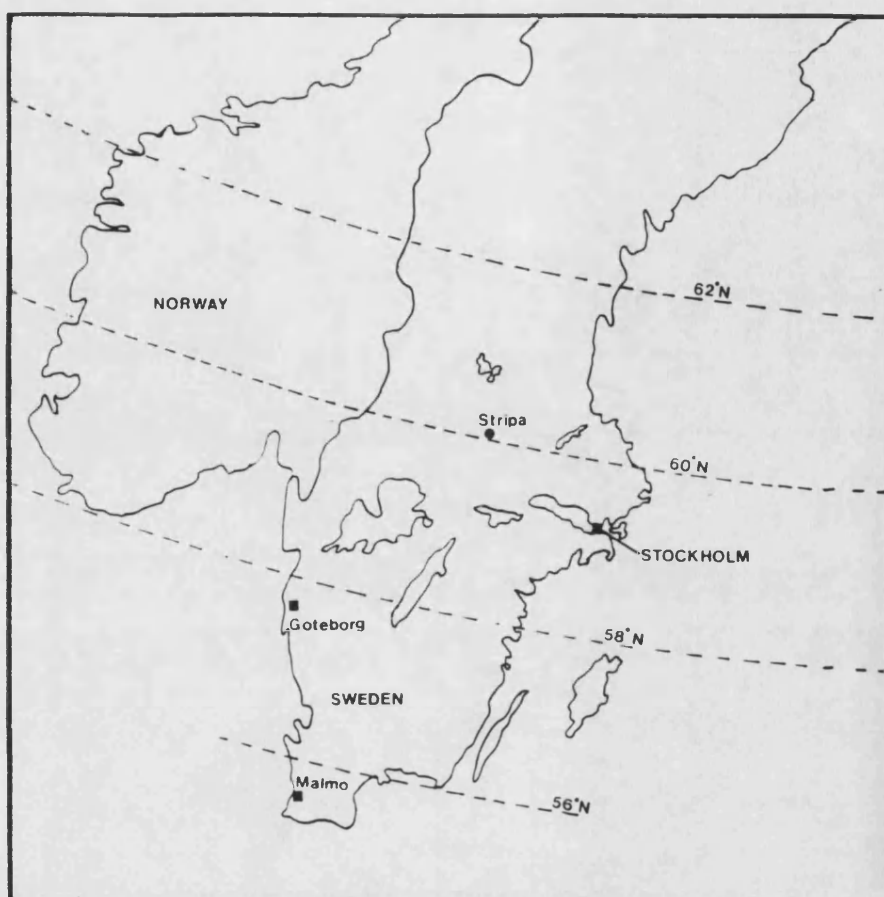 62°N
NORWAY
Stripa
60°N
STOCKHOLM
58°N
Goteborg
SWEDEN
Malmo
56°N